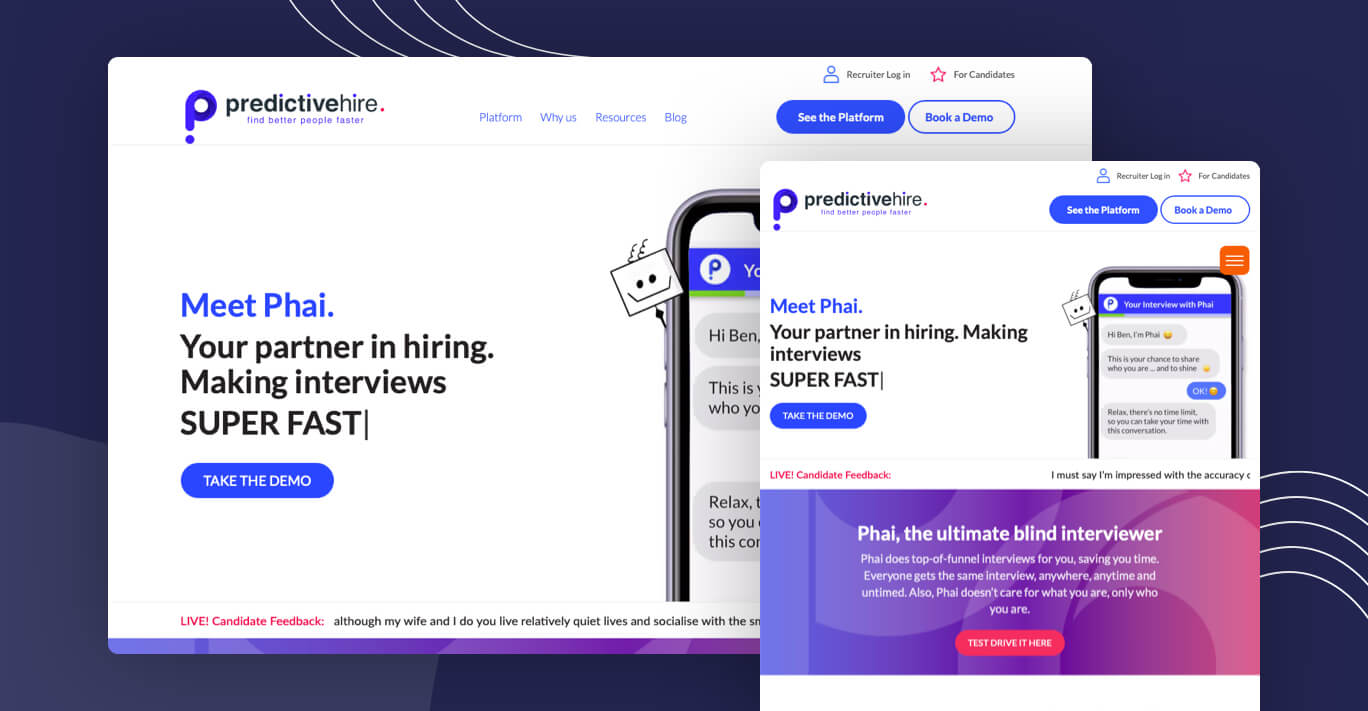 Recruiter Log in
For Candidates
predictivehire.
find better people faster
Platform
Why us
Resources
Blog
See the Platform
Book a Demo
Meet Phai.
Your partner in hiring.
Making interviews
SUPER FAST|
TAKE THE DEMO
Hi Ben,
This is
who yo
Relax, t
so you
this con
LIVE! Candidate Feedback: although my wife and I do you live relatively quiet lives and socialise with the sm
Recruiter Log in
For Candidates
predictivehire.
find better people faster
See the Platform
Book a Demo
Meet Phai.
Your partner in hiring. Making
interviews
SUPER FAST|
TAKE THE DEMO
Your Interview with Phai
Hi Ben, I'm Phai 😄
This is your chance to share
who you are ... and to shine
OK!
Relax, there's no time limit,
so you can take your time with
this conversation.
LIVE! Candidate Feedback:
I must say I'm impressed with the accuracy
Phai, the ultimate blind interviewer
Phai does top-of-funnel interviews for you, saving you time.
Everyone gets the same interview, anywhere, anytime and
untimed. Also, Phai doesn't care for what you are, only who
you are.
TEST DRIVE IT HERE